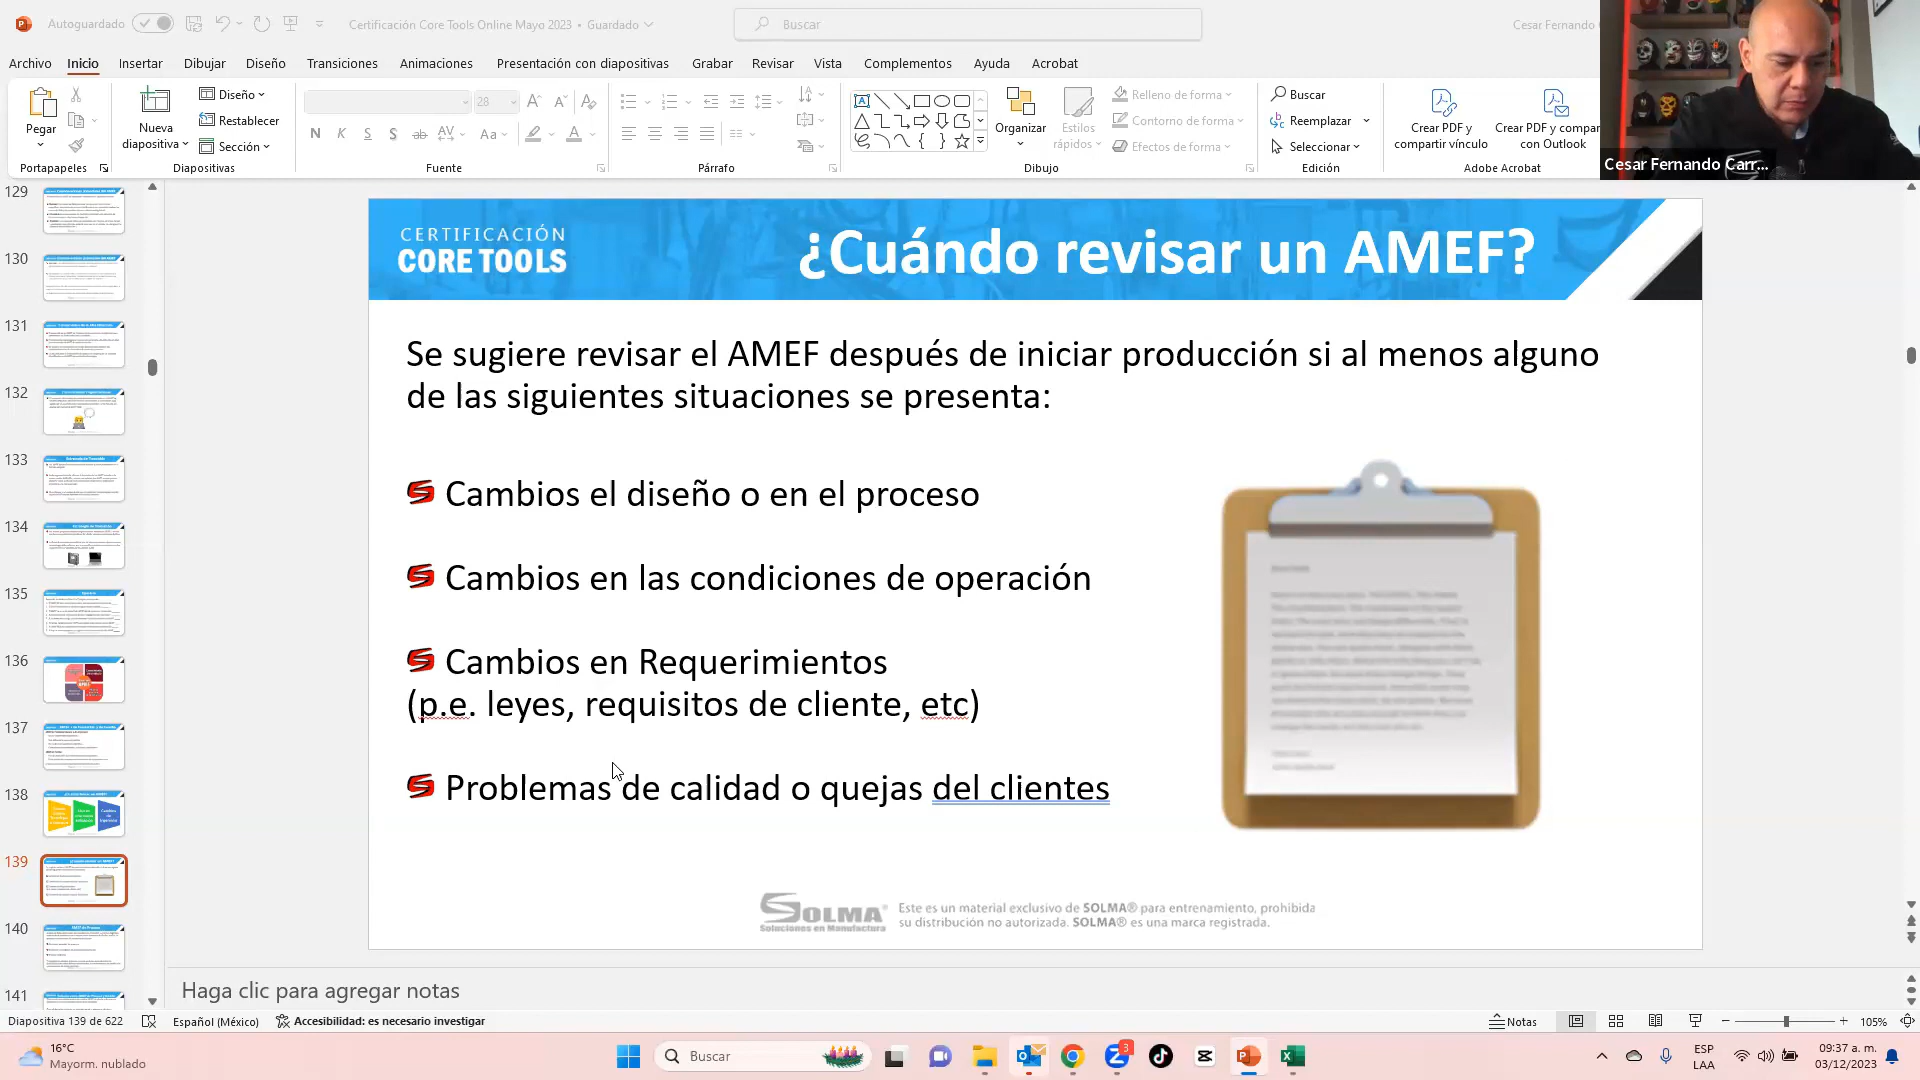 Autoguardado
Certificación Core Tools Online Mayo 2023 • Guardado
Buscar
Cesar Fernando
Archivo Inicio Insertar Dibujar Diseño Transiciones Animaciones Presentación con diapositivas Grabar Revisar Vista Complementos Ayuda Acrobat
Pegar
Portapapeles
Nueva diapositiva
Diseño
Restablecer
Sección
Diapositivas
28
N K S S ab AV Aa A
Fuente
Párrafo
Organizar
Estilos rápidos
Relleno de forma
Contorno de forma
Efectos de forma
Dibujo
Buscar
Reemplazar
Seleccionar
Edición
Crear PDF y compartir vínculo
Crear PDF y compar
con Outlook
Adobe Acrobat
Cesar Fernando Carr...
129
130
131
132
133
134
135
136
137
138
139
140
141
CERTIFICACIÓN
CORE TOOLS
¿Cuándo revisar un AMEF?
Se sugiere revisar el AMEF después de iniciar producción si al menos alguno
de las siguientes situaciones se presenta:
Cambios el diseño o en el proceso
Cambios en las condiciones de operación
Cambios en Requerimientos
(p.e. leyes, requisitos de cliente, etc)
Problemas de calidad o quejas del clientes
SOLMA®
Soluciones en Manufactura
Este es un material exclusivo de SOLMA® para entrenamiento, prohibida
su distribución no autorizada. SOLMA® es una marca registrada.
Haga clic para agregar notas
Diapositiva 139 de 622
Español (México)
Accesibilidad: es necesario investigar
Notas
105%
16°C
Mayorm. nublado
Buscar
3
ESP
LAA
09:37 a. m.
03/12/2023